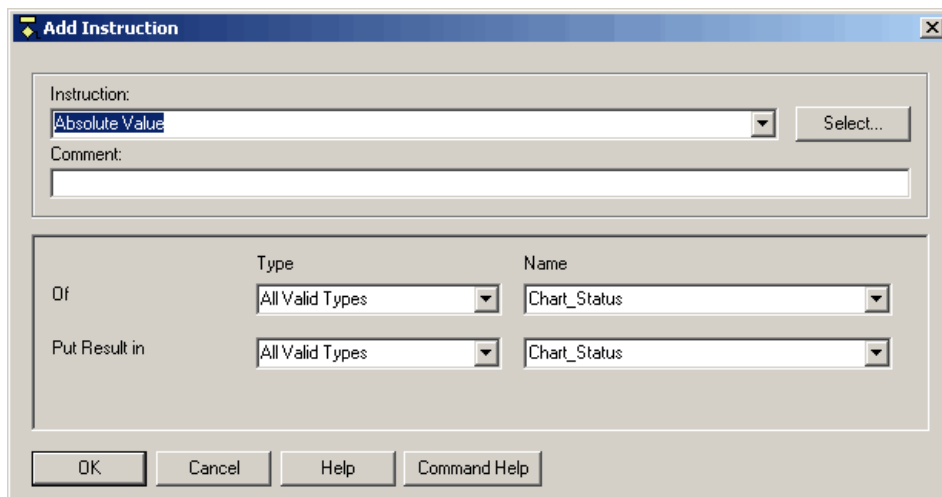 Add Instruction
Instruction:
Absolute Value
Select...
Comment:
Type Name
Of All Valid Types Chart_Status
Put Result in All Valid Types Chart_Status
OK Cancel Help Command Help